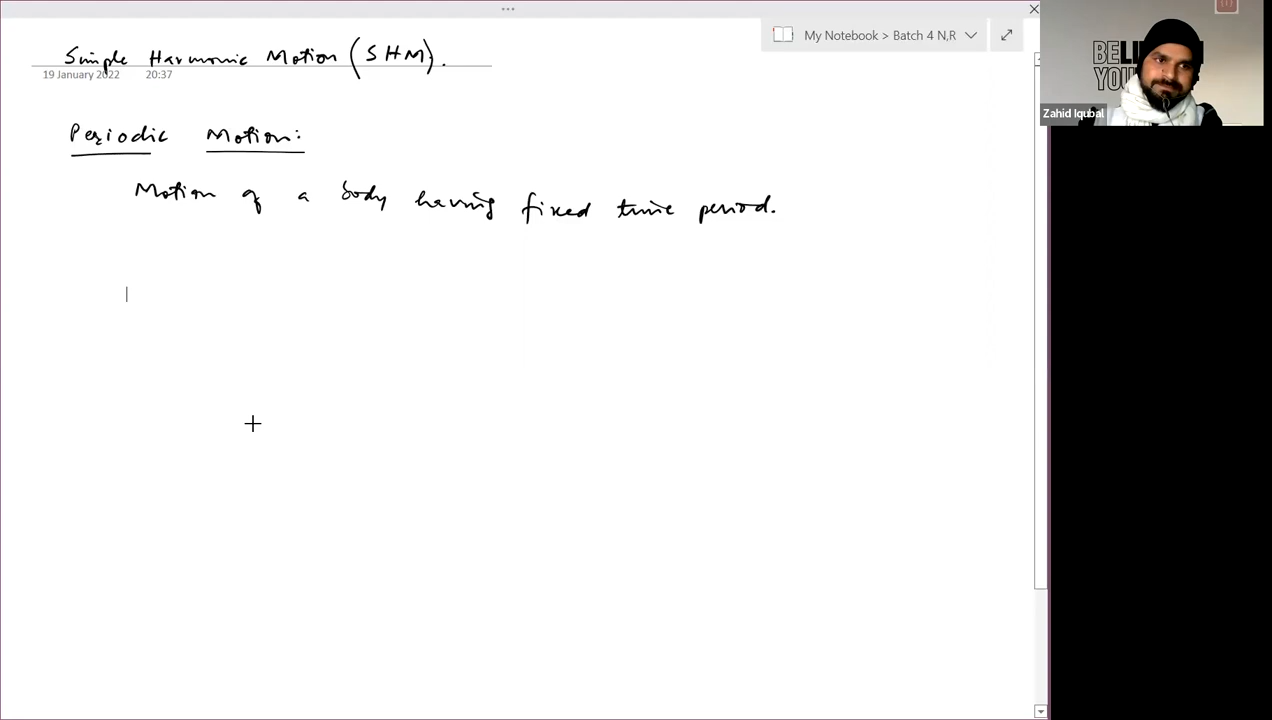 My Notebook > Batch 4 N,R
Simple Harmonic Motion (SHM).
19 January 2022 20:37
Periodic Motion:
Motion of a body having fixed time period.
Zahid Iqubal